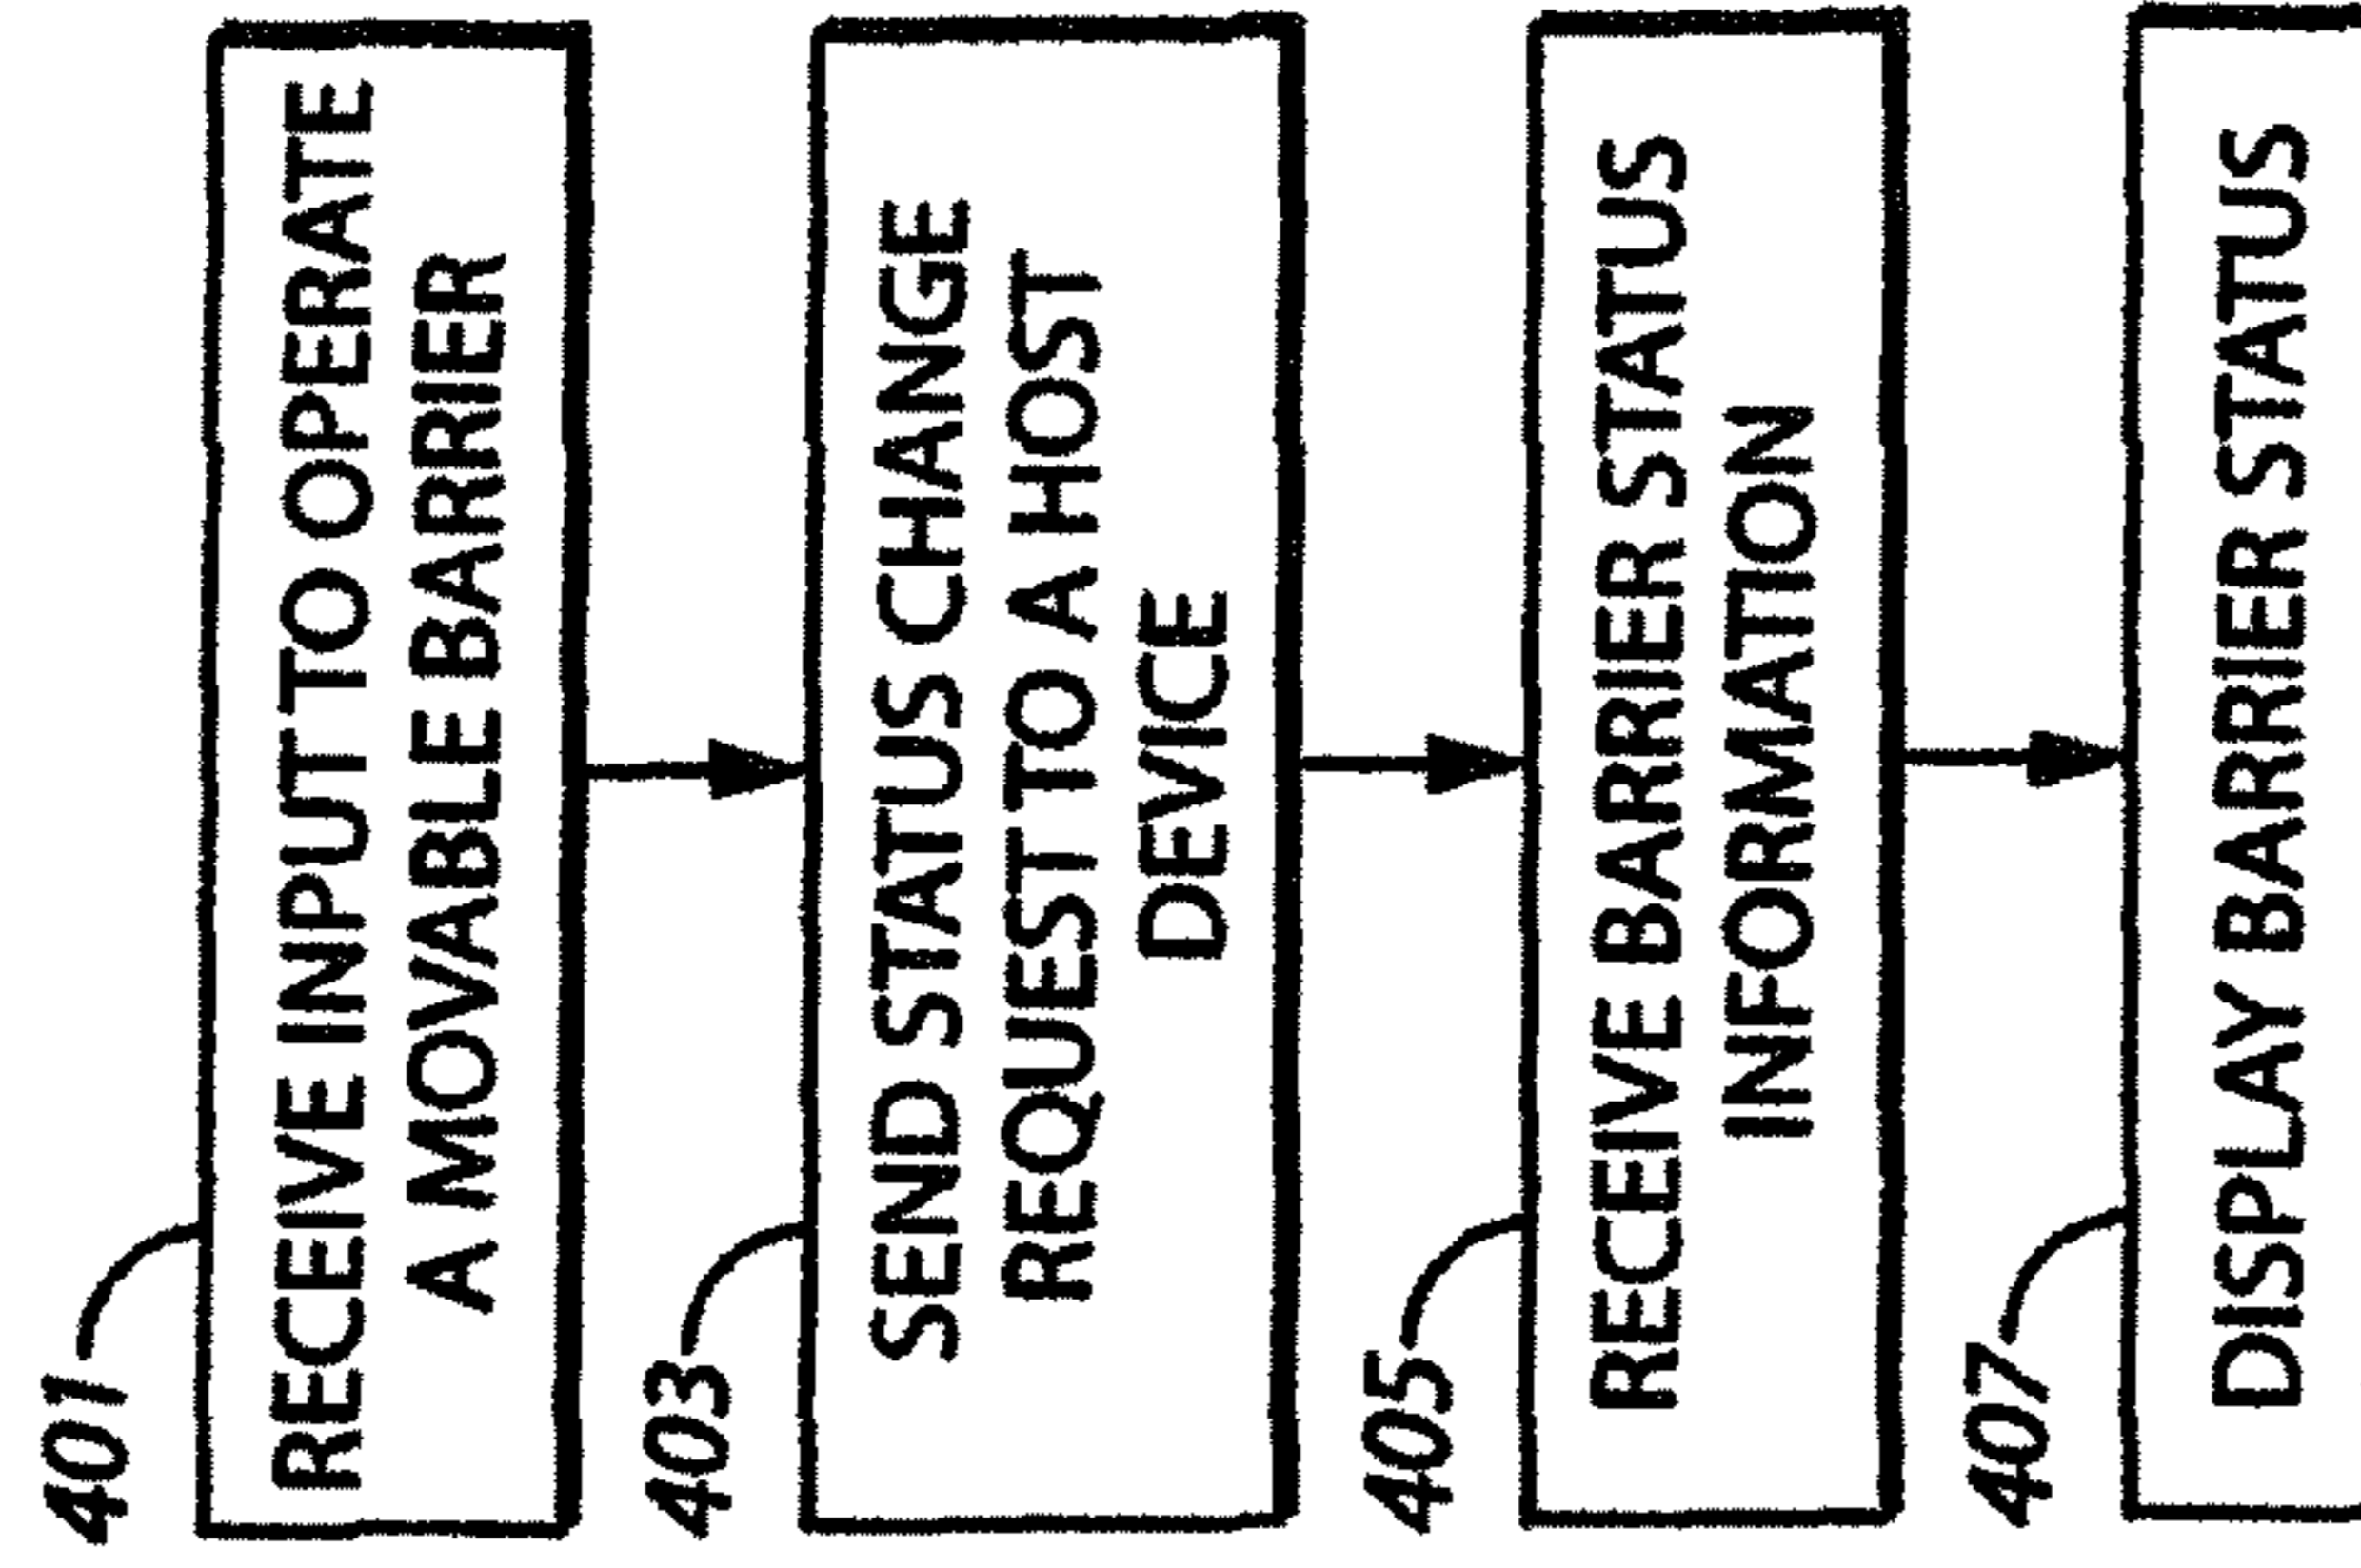 401
RECEIVE INPUT TO OPERATE
A MOVABLE BARRIER
403
SEND STATUS CHANGE
REQUEST TO A HOST
DEVICE
405
RECEIVE BARRIER STATUS
INFORMATION
407
DISPLAY BARRIER STATUS